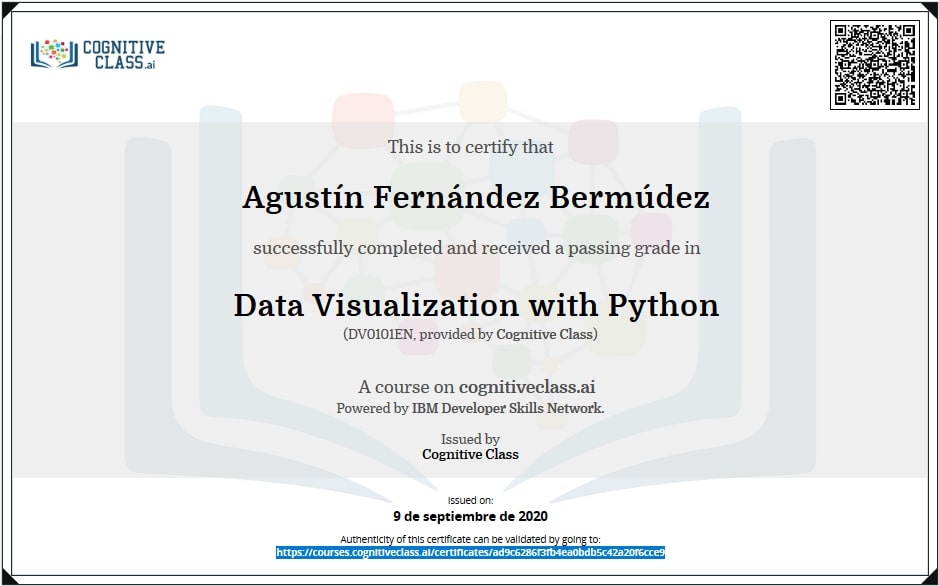 COGNITIVE
CLASS.ai
This is to certify that
Agustín Fernández Bermúdez
successfully completed and received a passing grade in
Data Visualization with Python
(DV0101EN, provided by Cognitive Class)
A course on cognitiveclass.ai
Powered by IBM Developer Skills Network.
Issued by
Cognitive Class
Issued on:
9 de septiembre de 2020
Authenticity of this certificate can be validated by going to:
https://courses.cognitiveclass.ai/certificates/ad9c6286f3fb4ea0bdb5c42a20f6cce9